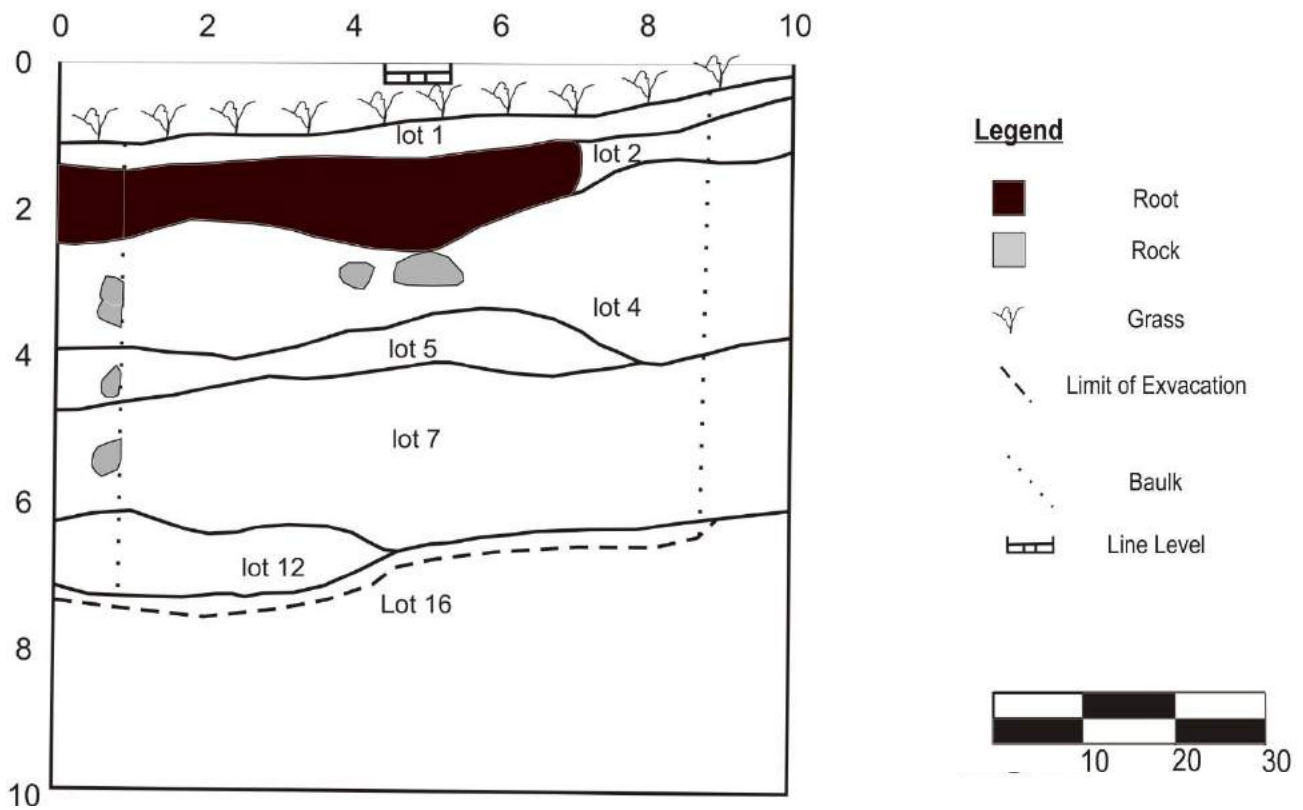 0 2 4 6 8 10
0
2
4
6
8
10
lot 1
lot 2
lot 4
lot 5
lot 7
lot 12
Lot 16
Legend
Root
Rock
Grass
Limit of Exvacation
Baulk
Line Level
10 20 30